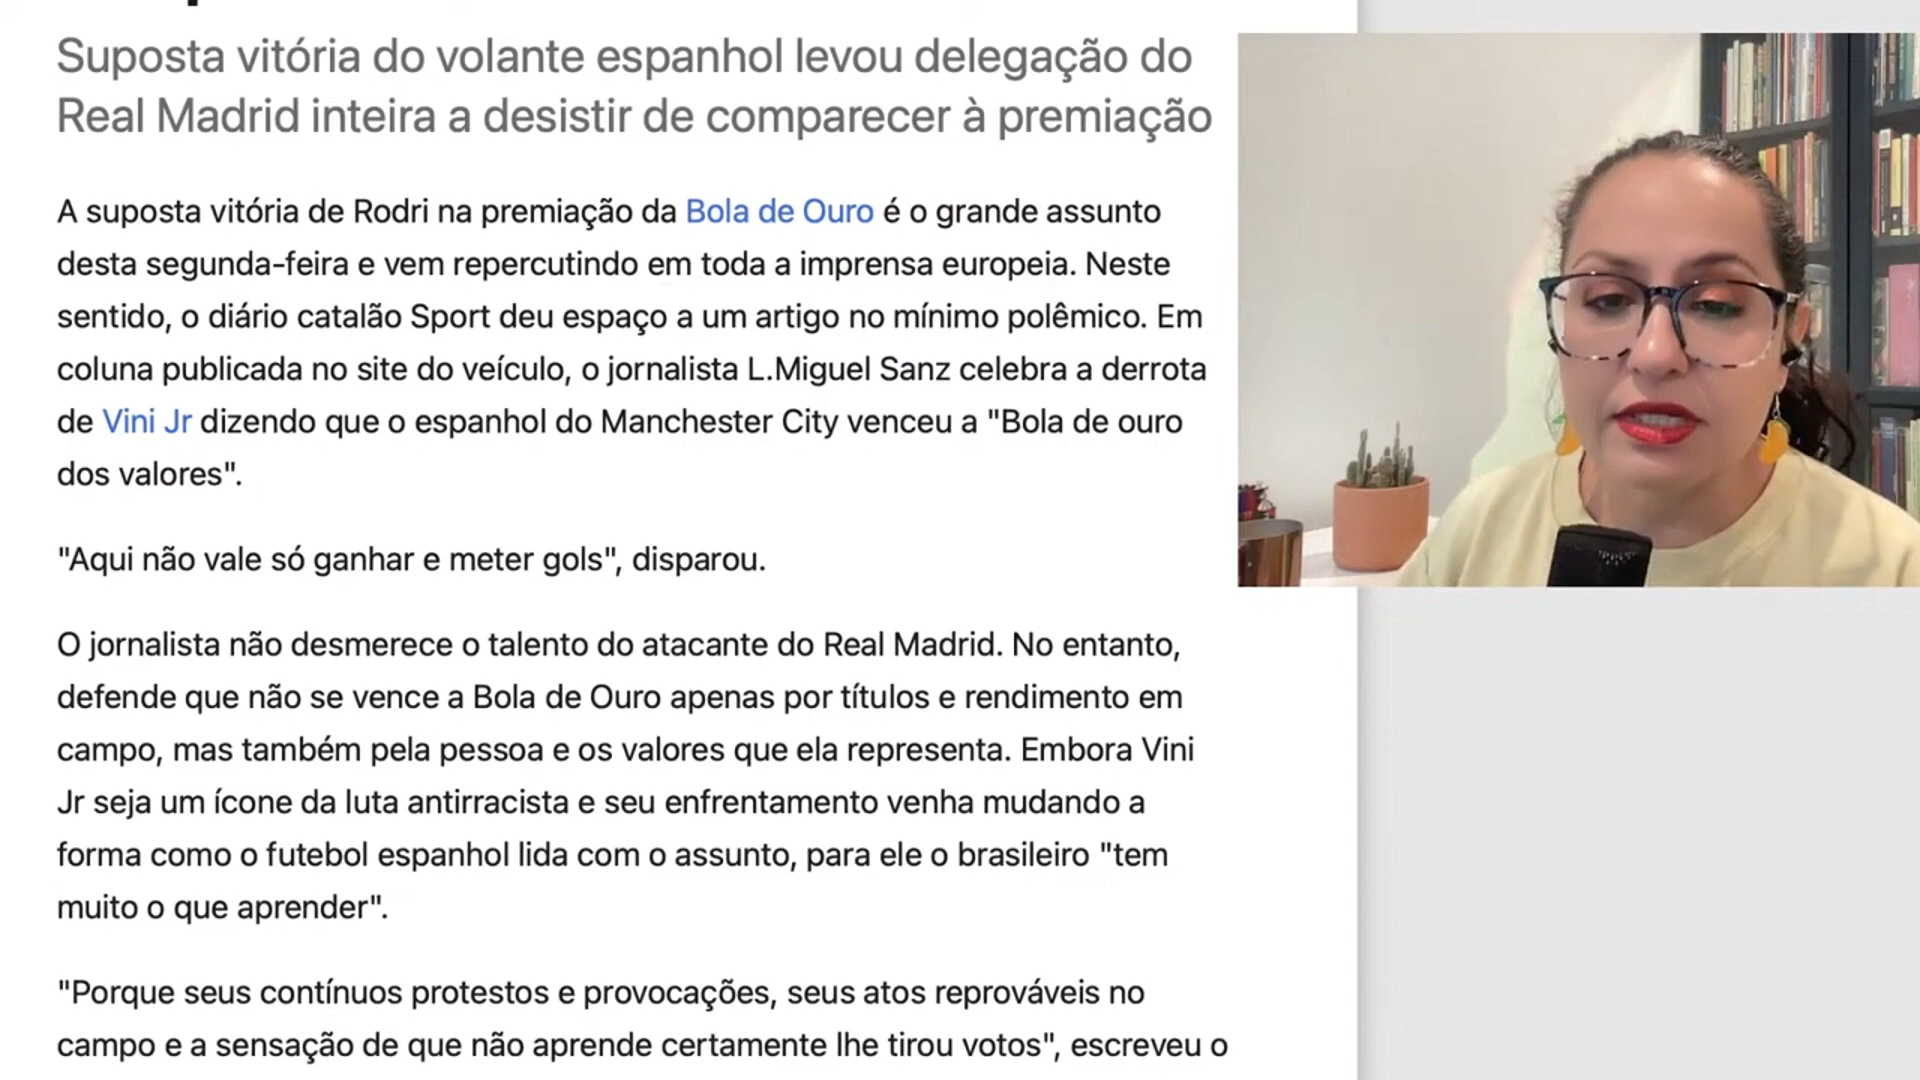 Suposta vitória do volante espanhol levou delegação do
Real Madrid inteira a desistir de comparecer à premiação
A suposta vitória de Rodri na premiação da Bola de Ouro é o grande assunto
desta segunda-feira e vem repercutindo em toda a imprensa europeia. Neste
sentido, o diário catalão Sport deu espaço a um artigo no mínimo polêmico. Em
coluna publicada no site do veículo, o jornalista L.Miguel Sanz celebra a derrota
de Vini Jr dizendo que o espanhol do Manchester City venceu a "Bola de ouro
dos valores".
"Aqui não vale só ganhar e meter gols", disparou.
O jornalista não desmerece o talento do atacante do Real Madrid. No entanto,
defende que não se vence a Bola de Ouro apenas por títulos e rendimento em
campo, mas também pela pessoa e os valores que ela representa. Embora Vini
Jr seja um ícone da luta antirracista e seu enfrentamento venha mudando a
forma como o futebol espanhol lida com o assunto, para ele o brasileiro "tem
muito o que aprender".
"Porque seus contínuos protestos e provocações, seus atos reprováveis no
campo e a sensação de que não aprende certamente lhe tirou votos", escreveu o